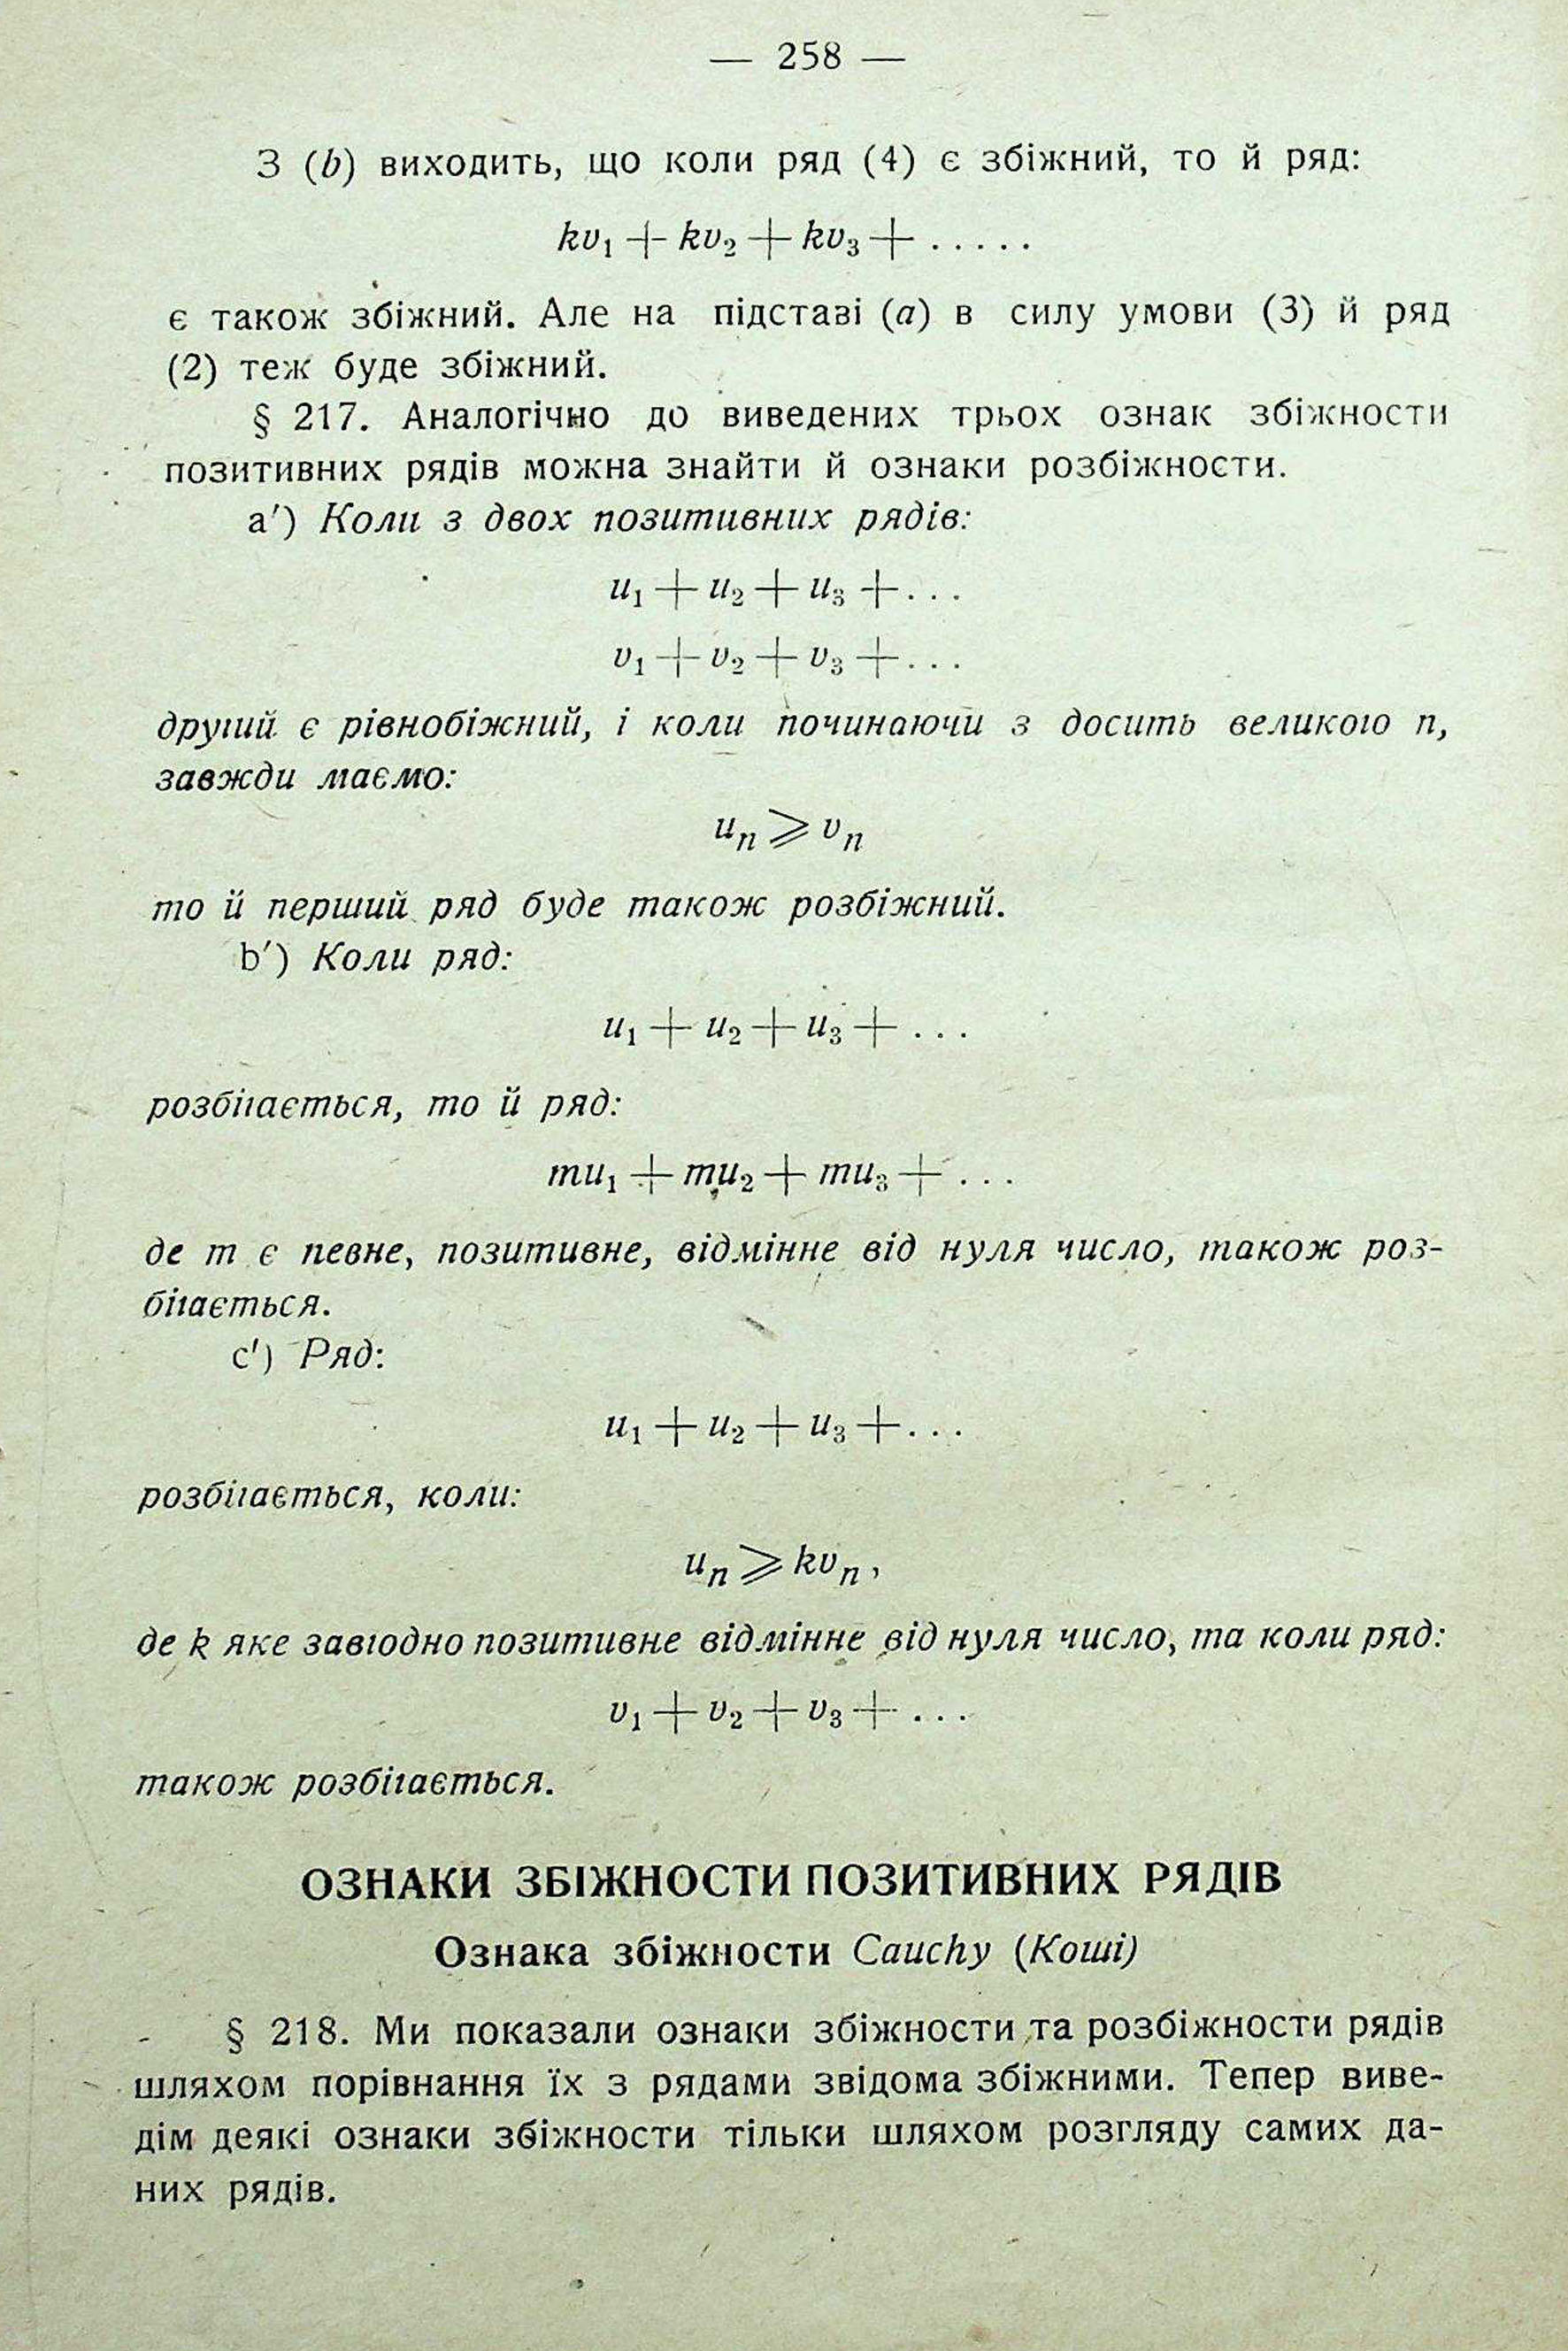 — 258 —
З (b) виходить, що коли ряд (4) є збіжний, то й ряд:
kv₁ + kv₂ + kv₃ + . . . . .
є також збіжний. Але на підставі (a) в силу умови (3) й ряд
(2) теж буде збіжний.
§ 217. Аналогічно до виведених трьох ознак збіжности
позитивних рядів можна знайти й ознаки розбіжности.
a′) Коли з двох позитивних рядів:
u₁ + u₂ + u₃ + . . .
v₁ + v₂ + v₃ + . . .
другий є рівнобіжний, і коли починаючи з досить великого n,
завжди маємо:
uₙ ⩾ vₙ
то й перший ряд буде також розбіжний.
b′) Коли ряд:
u₁ + u₂ + u₃ + . . .
розбігається, то й ряд:
mu₁ + mu₂ + mu₃ + . . .
де m є певне, позитивне, відмінне від нуля число, також роз-
бігається.
c′) Ряд:
u₁ + u₂ + u₃ + . . .
розбігається, коли:
uₙ ⩾ kvₙ ,
де k яке завгодно позитивне відмінне від нуля число, та коли ряд:
v₁ + v₂ + v₃ + . . .
також розбігається.
ОЗНАКИ ЗБІЖНОСТИ ПОЗИТИВНИХ РЯДІВ
Ознака збіжности Cauchy (Коші)
§ 218. Ми показали ознаки збіжности та розбіжности рядів
шляхом порівнання їх з рядами звідома збіжними. Тепер виве-
дім деякі ознаки збіжности тільки шляхом розгляду самих да-
них рядів.